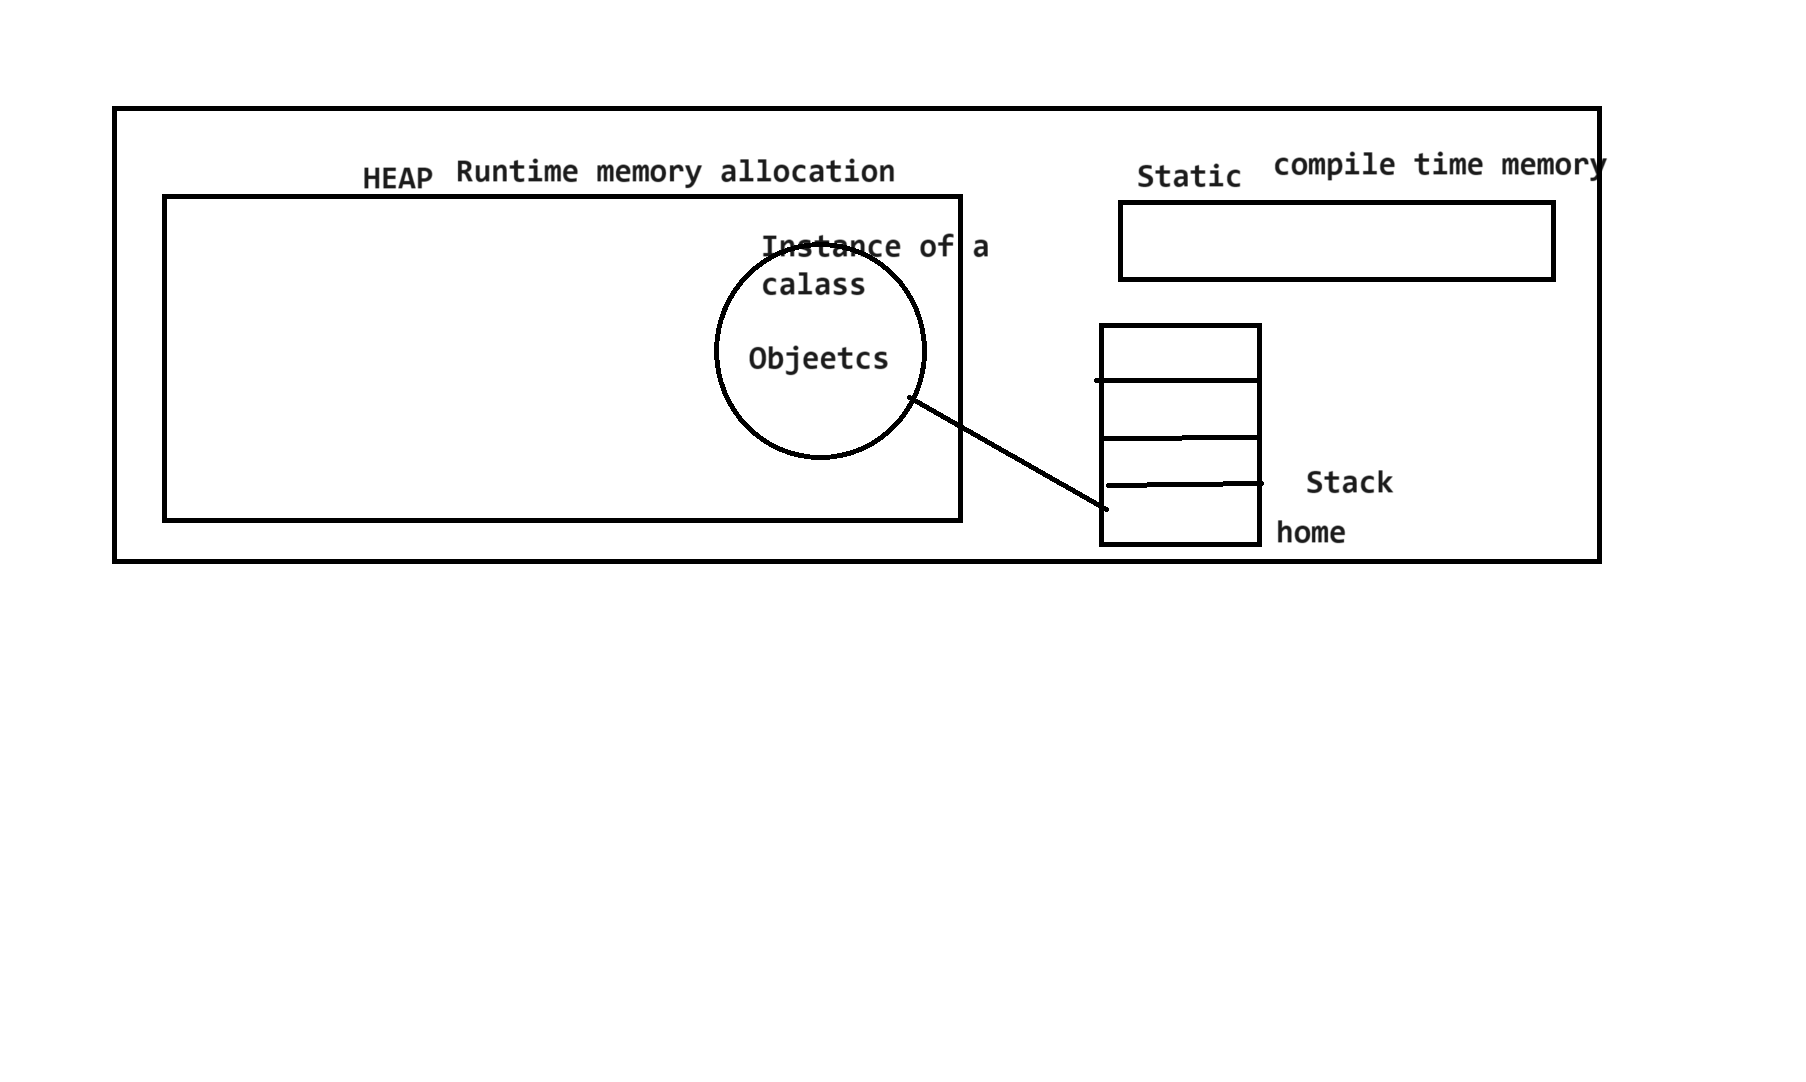 HEAP Runtime memory allocation
Static compile time memory
Instance of a
calass
Objeetcs
Stack
home